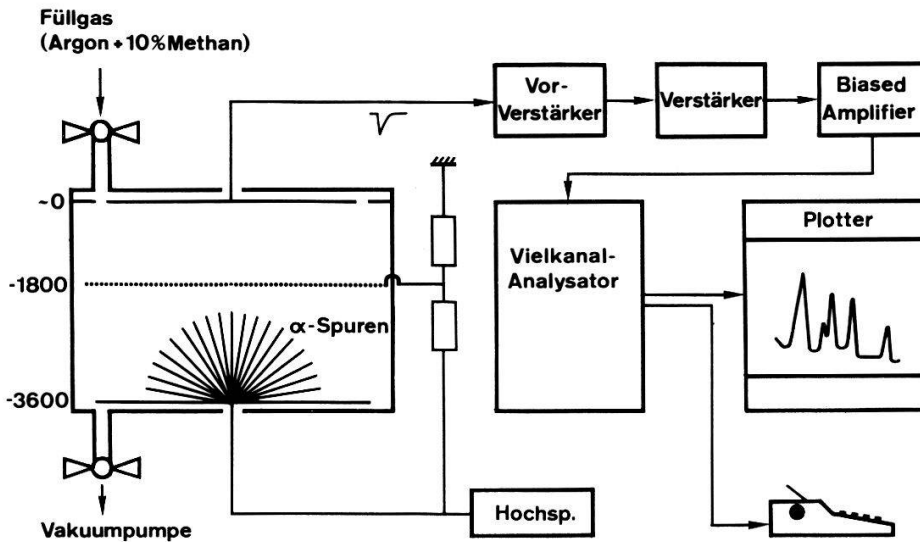 Füllgas
(Argon + 10%Methan)
Vor-
Verstärker
Verstärker
Biased
Amplifier
~0
-1800
-3600
α-Spuren
Vielkanal-
Analysator
Plotter
Hochsp.
Vakuumpumpe